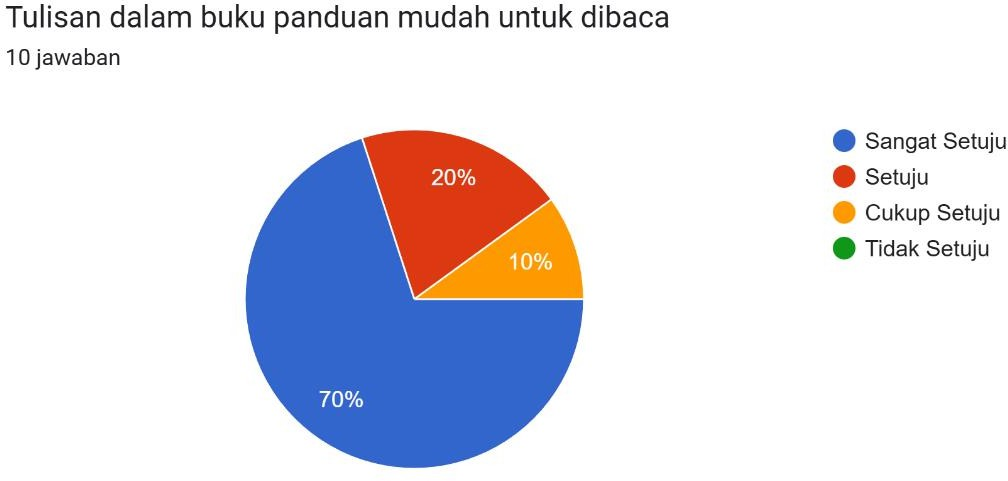 Tulisan dalam buku panduan mudah untuk dibaca
10 jawaban
Sangat Setuju
Setuju
Cukup Setuju
Tidak Setuju
20%
10%
70%